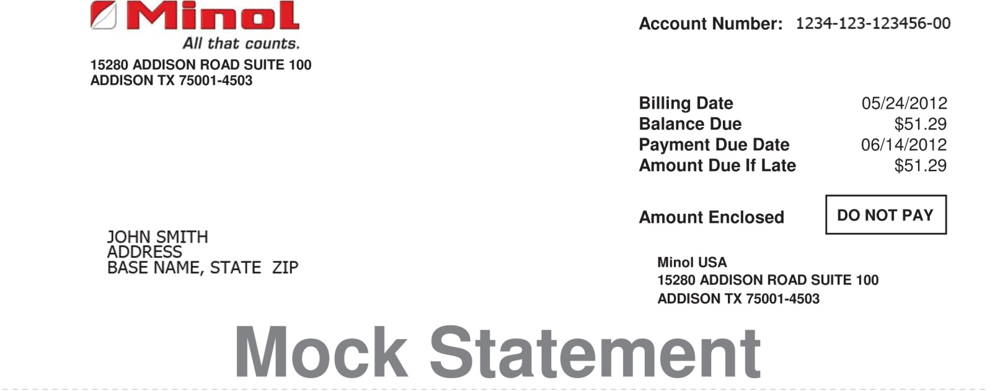 Minol
All that counts.
15280 ADDISON ROAD SUITE 100
ADDISON TX 75001-4503
Account Number: 1234-123-123456-00
Billing Date 05/24/2012
Balance Due $51.29
Payment Due Date 06/14/2012
Amount Due If Late $51.29
Amount Enclosed DO NOT PAY
JOHN SMITH
ADDRESS
BASE NAME, STATE ZIP
Minol USA
15280 ADDISON ROAD SUITE 100
ADDISON TX 75001-4503
Mock Statement